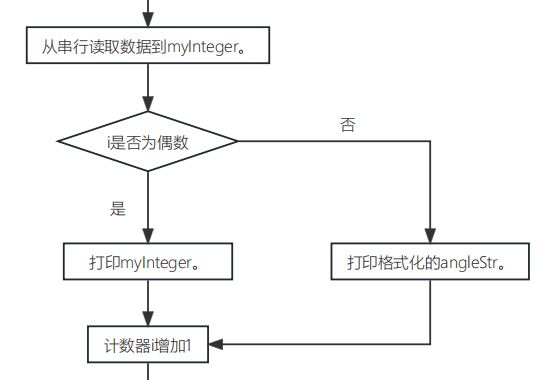 从串行读取数据到myInteger。
i是否为偶数
否
是
打印myInteger。
打印格式化的angleStr。
计数器i增加1